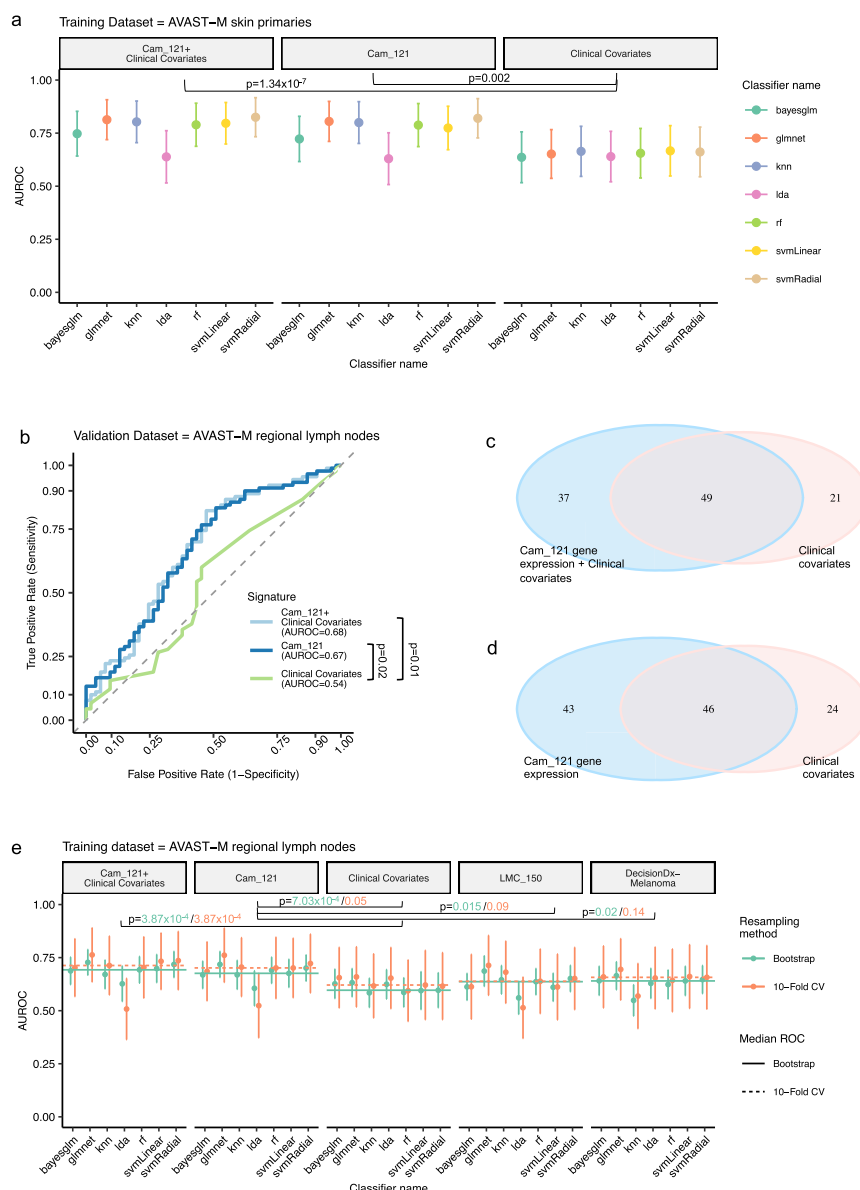 a
Training Dataset = AVAST−M skin primaries
Cam_121+
Clinical Covariates
Cam_121
Clinical Covariates
p=1.34x10-7
p=0.002
1.00
0.75
0.50
0.25
0.00
AUROC
bayesglm
glmnet
knn
lda
rf
svmLinear
svmRadial
bayesglm
glmnet
knn
lda
rf
svmLinear
svmRadial
bayesglm
glmnet
knn
lda
rf
svmLinear
svmRadial
Classifier name
Classifier name
bayesglm
glmnet
knn
lda
rf
svmLinear
svmRadial
b
Validation Dataset = AVAST−M regional lymph nodes
1.00
0.90
0.75
0.50
0.25
0.10
0.00
True Positive Rate (Sensitivity)
Signature
Cam_121+
Clinical Covariates
(AUROC=0.68)
Cam_121
(AUROC=0.67)
Clinical Covariates
(AUROC=0.54)
p=0.02
p=0.01
0.00
0.10
0.25
0.50
0.75
0.90
1.00
False Positive Rate (1−Specificity)
c
37
49
21
Cam_121 gene
expression + Clinical
covariates
Clinical
covariates
d
43
46
24
Cam_121 gene
expression
Clinical
covariates
e
Training dataset = AVAST−M regional lymph nodes
Cam_121+
Clinical Covariates
Cam_121
Clinical Covariates
LMC_150
DecisionDx−
Melanoma
p=7.03x10-4/0.05
p=0.015/0.09
p=0.02/0.14
p=3.87x10-4/3.87x10-4
1.00
0.75
0.50
0.25
0.00
AUROC
bayesglm
glmnet
knn
lda
rf
svmLinear
svmRadial
bayesglm
glmnet
knn
lda
rf
svmLinear
svmRadial
bayesglm
glmnet
knn
lda
rf
svmLinear
svmRadial
bayesglm
glmnet
knn
lda
rf
svmLinear
svmRadial
bayesglm
glmnet
knn
lda
rf
svmLinear
svmRadial
Classifier name
Resampling
method
Bootstrap
10−Fold CV
Median ROC
Bootstrap
10−Fold CV